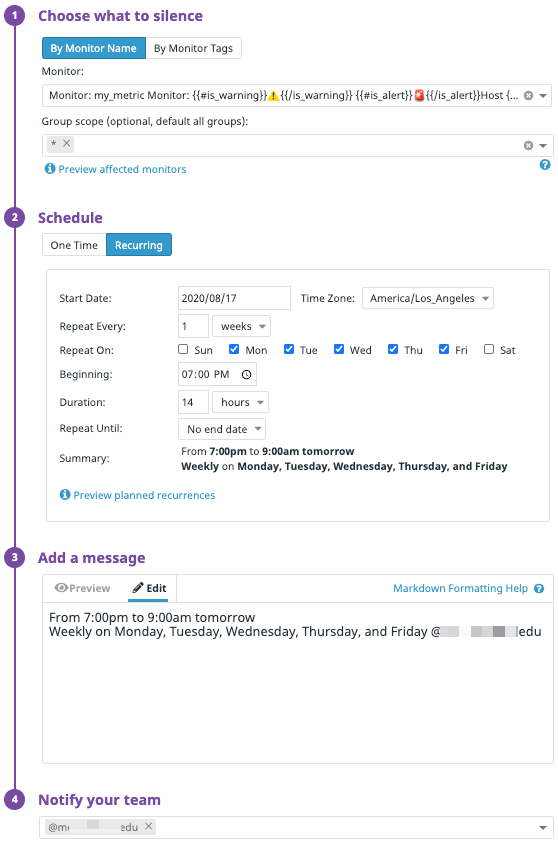 1 Choose what to silence
By Monitor Name By Monitor Tags
Monitor:
Monitor: my_metric Monitor: {{#is_warning}}⚠️{{/is_warning}} {{#is_alert}}🚨{{/is_alert}}Host {...
Group scope (optional, default all groups):
* ×
Preview affected monitors ?
2 Schedule
One Time Recurring
Start Date: 2020/08/17 Time Zone: America/Los_Angeles
Repeat Every: 1 weeks
Repeat On: Sun Mon Tue Wed Thu Fri Sat
Beginning: 07:00 PM
Duration: 14 hours
Repeat Until: No end date
Summary: From 7:00pm to 9:00am tomorrow
Weekly on Monday, Tuesday, Wednesday, Thursday, and Friday
Preview planned recurrences
3 Add a message
Preview Edit Markdown Formatting Help ?
From 7:00pm to 9:00am tomorrow
Weekly on Monday, Tuesday, Wednesday, Thursday, and Friday @ edu
4 Notify your team
@m edu ×